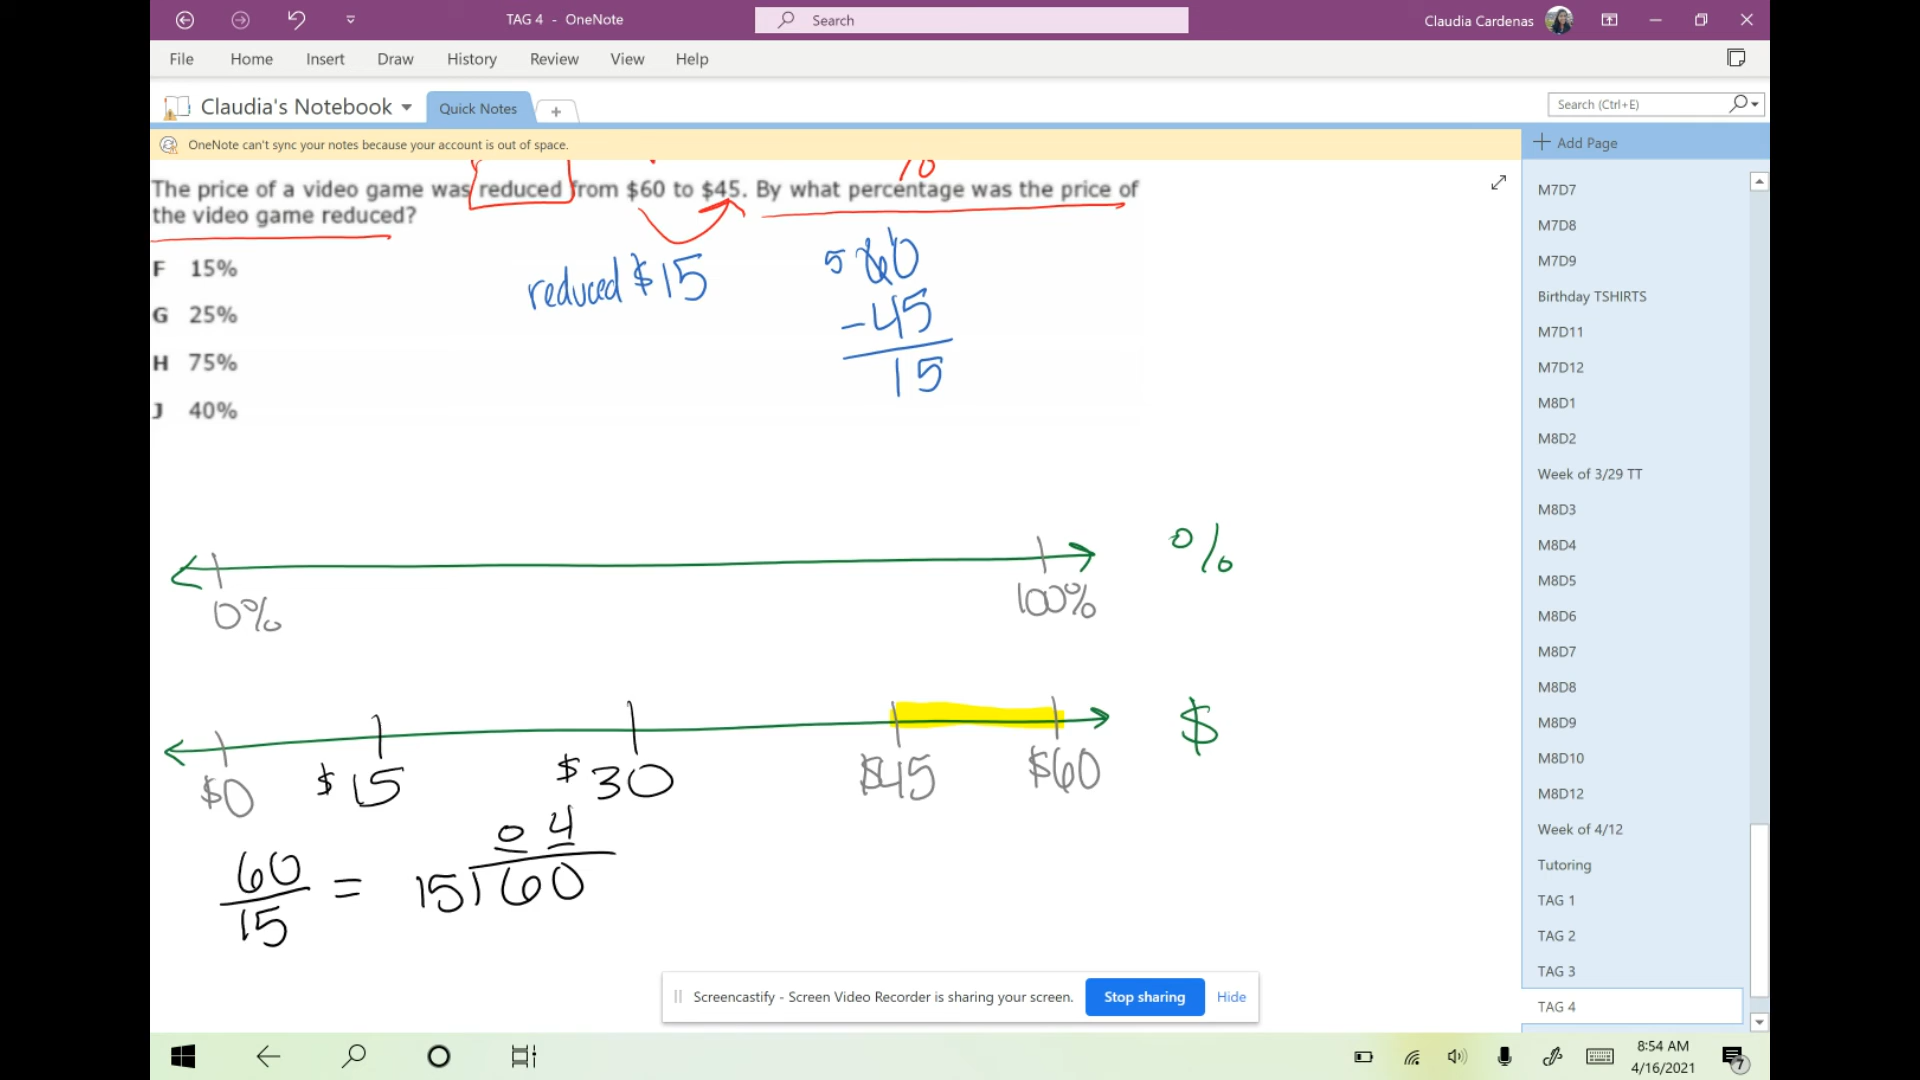 TAG 4 - OneNote
Search
Claudia Cardenas
File Home Insert Draw History Review View Help
Claudia's Notebook
Quick Notes
+
Search (Ctrl+E)
OneNote can't sync your notes because your account is out of space.
Add Page
The price of a video game was reduced from $60 to $45. By what percentage was the price of
the video game reduced?
F 15%
G 25%
H 75%
J 40%
reduced $15
5 60
-45
15
0% 100% %
$0 $15 $30 $45 $60 $
0 4
60/15 = 15)60
M7D7
M7D8
M7D9
Birthday TSHIRTS
M7D11
M7D12
M8D1
M8D2
Week of 3/29 TT
M8D3
M8D4
M8D5
M8D6
M8D7
M8D8
M8D9
M8D10
M8D12
Week of 4/12
Tutoring
TAG 1
TAG 2
TAG 3
TAG 4
Screencastify - Screen Video Recorder is sharing your screen. Stop sharing Hide
8:54 AM
4/16/2021
7